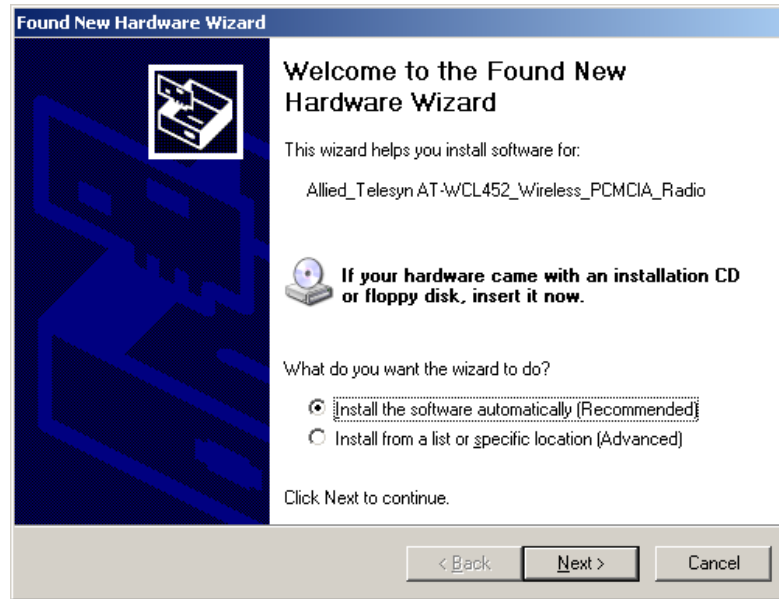 Found New Hardware Wizard
Welcome to the Found New
Hardware Wizard
This wizard helps you install software for:
Allied_Telesyn AT-WCL452_Wireless_PCMCIA_Radio
If your hardware came with an installation CD
or floppy disk, insert it now.
What do you want the wizard to do?
Install the software automatically (Recommended)
Install from a list or specific location (Advanced)
Click Next to continue.
< Back
Next >
Cancel